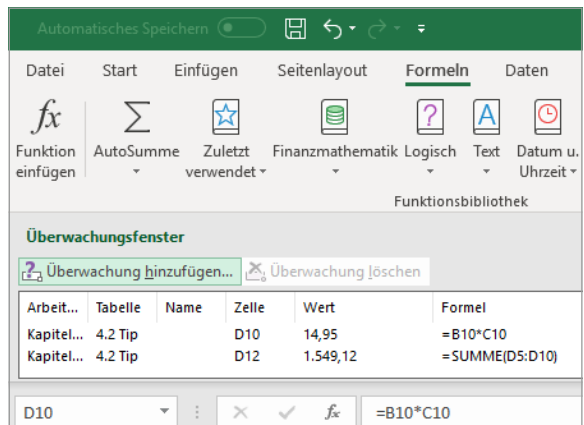 Automatisches Speichern
Datei Start Einfügen Seitenlayout Formeln Daten
fx
Funktion einfügen
AutoSumme
Zuletzt verwendet
Finanzmathematik
Logisch
Text
Datum u. Uhrzeit
Funktionsbibliothek
Überwachungsfenster
Überwachung hinzufügen... Überwachung löschen
Arbeit... Tabelle Name Zelle Wert Formel
Kapitel... 4.2 Tip D10 14,95 =B10*C10
Kapitel... 4.2 Tip D12 1.549,12 =SUMME(D5:D10)
D10 fx =B10*C10